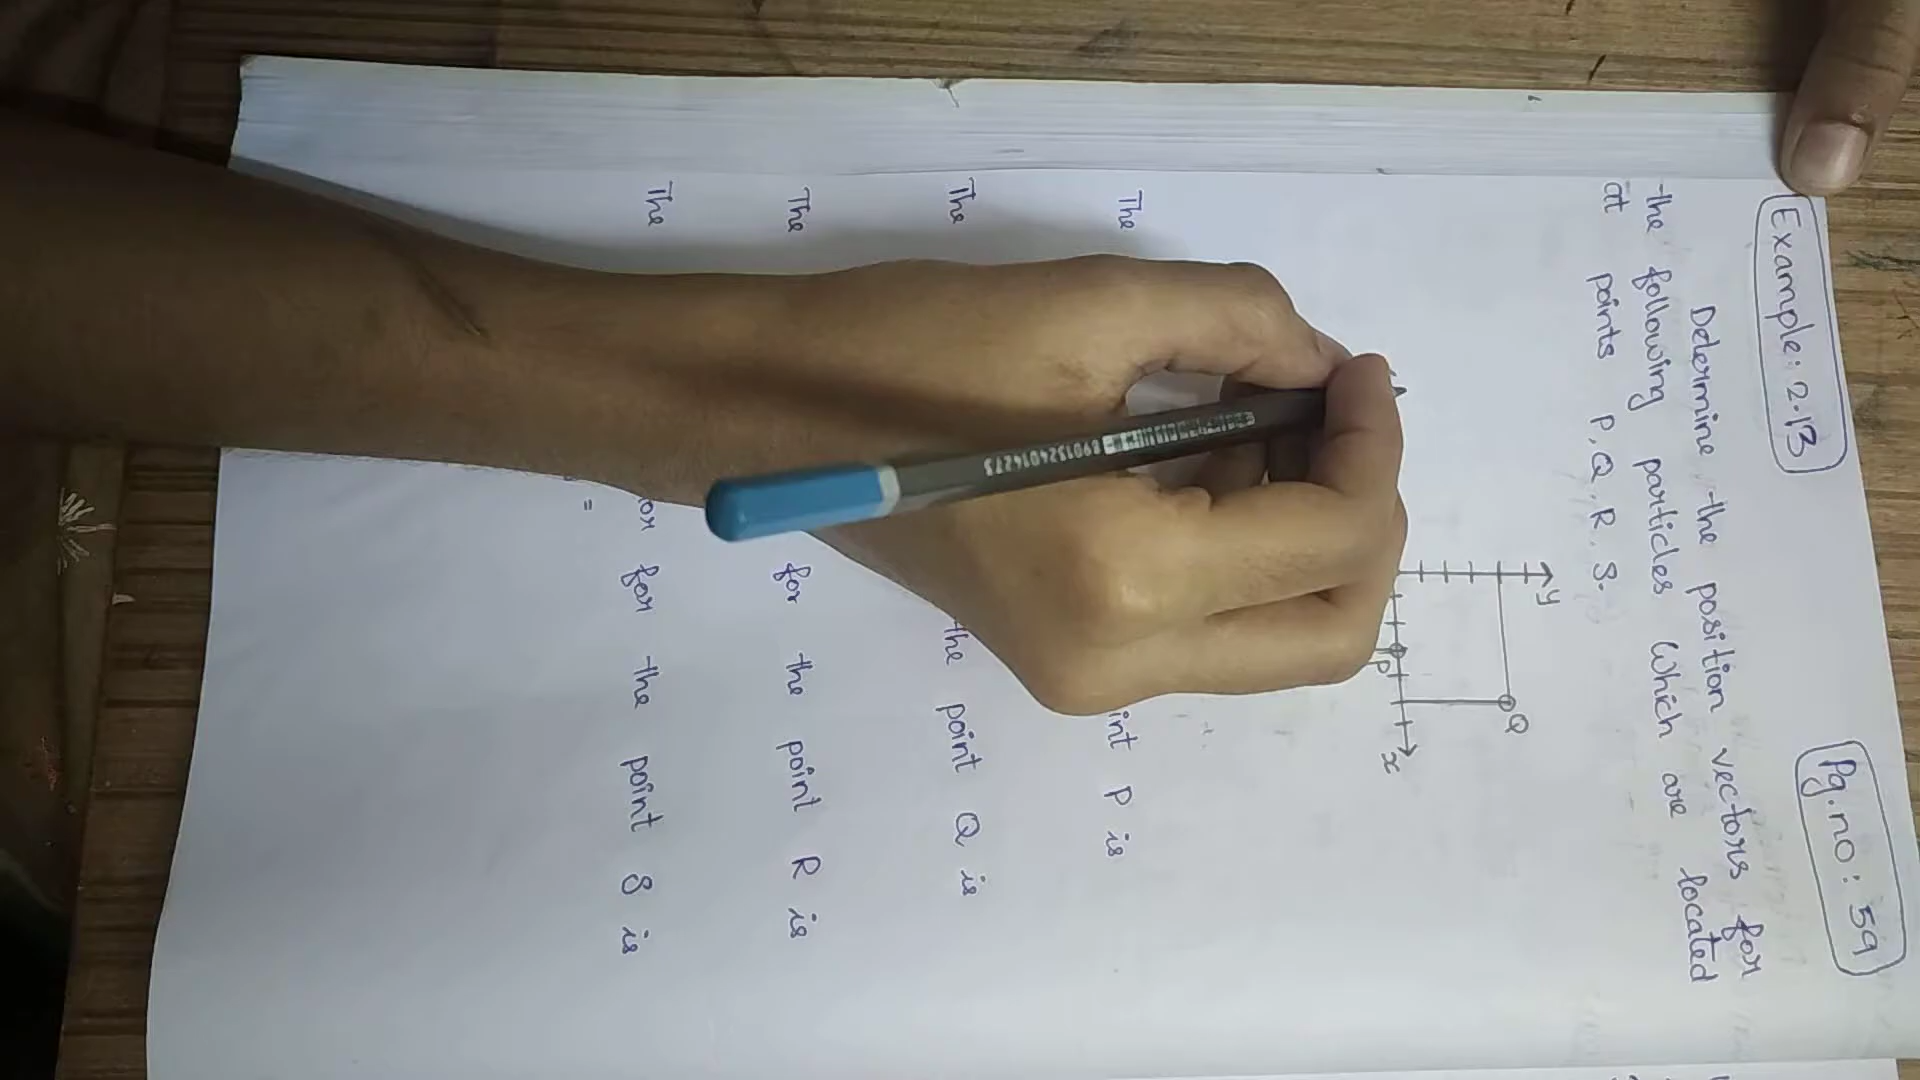 Example: 2.13
Pg.no: 59
Determine the position vectors for
the following particles which are located
at points P, Q, R, S.
y
Q
P
x
The int P is
The the point Q is
The for the point R is
The or for the point S is
=
8901324014273